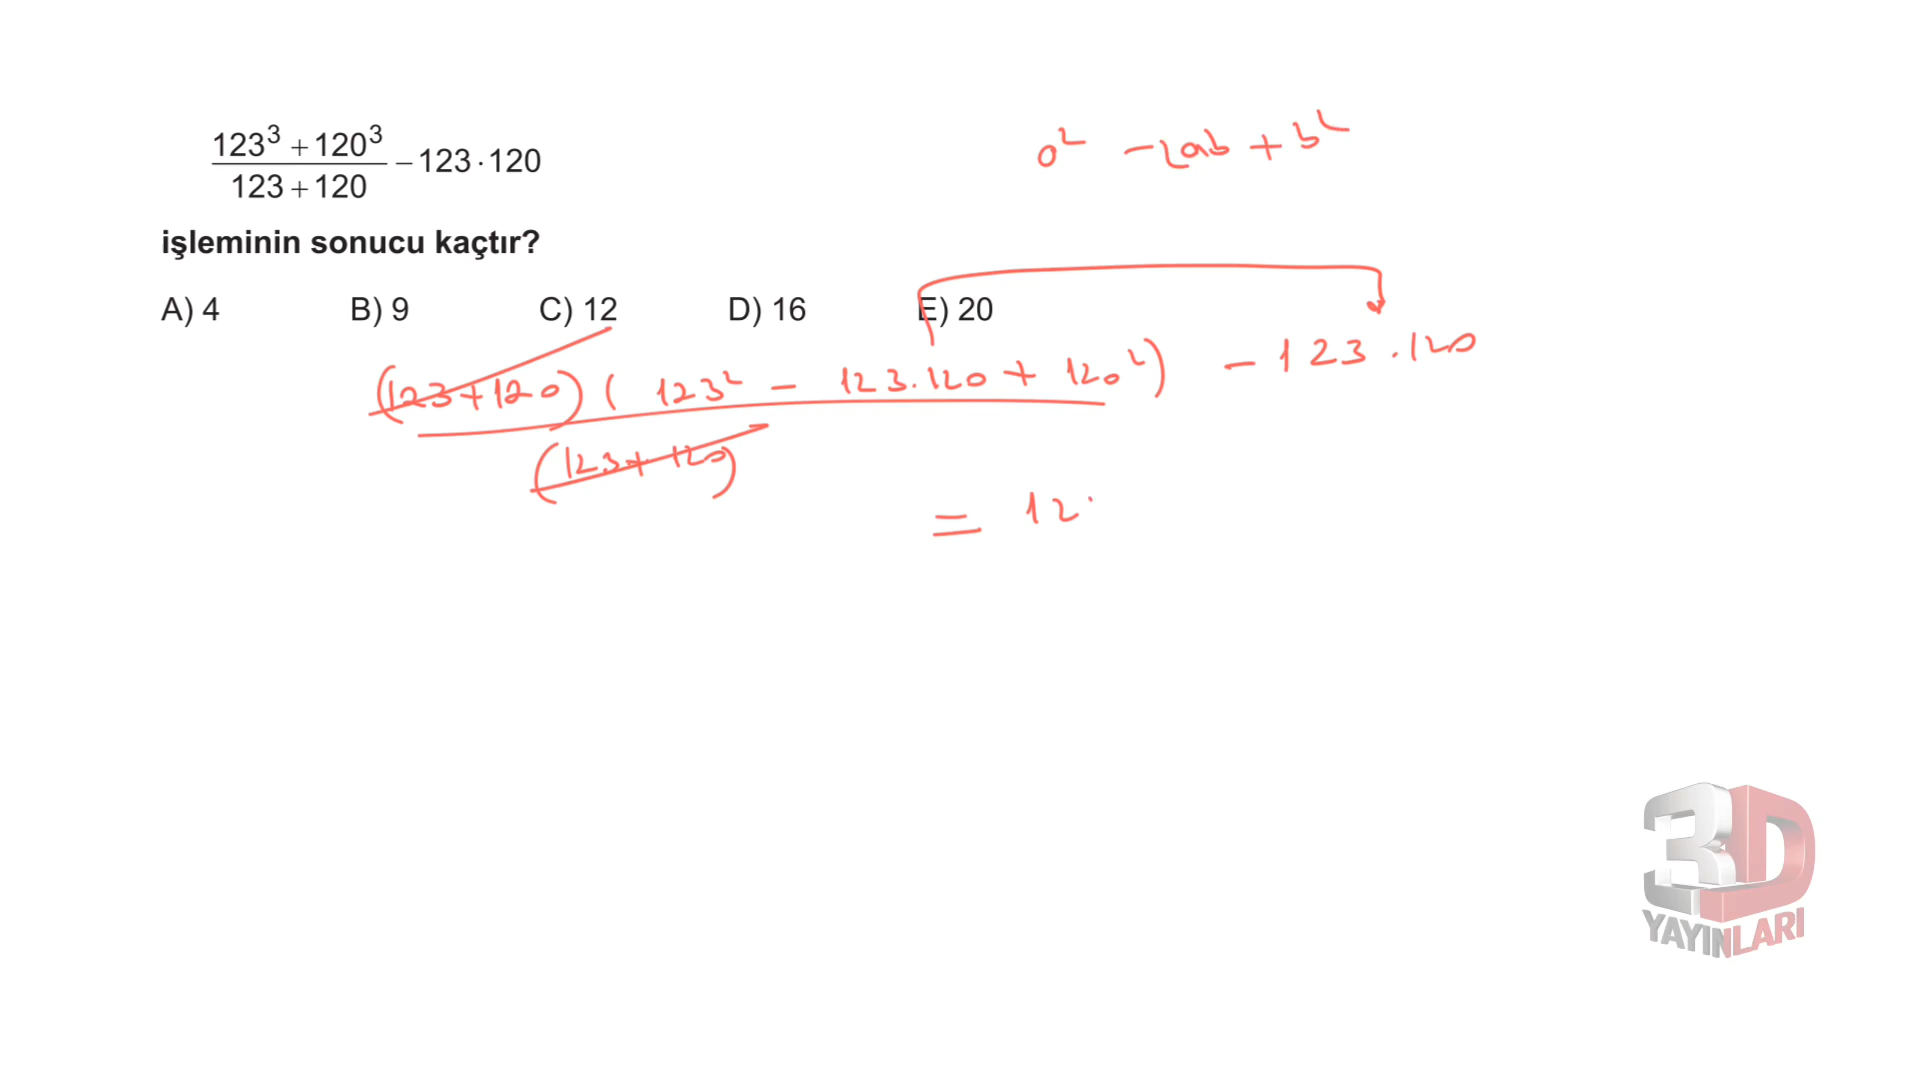 a² - 2ab + b²
123³ + 120³
123 + 120
- 123 · 120
işleminin sonucu kaçtır?
A) 4 B) 9 C) 12 D) 16 E) 20
(123+120) ( 123² - 123.120 + 120² ) - 123 . 120
(123+120)
= 12
3D
YAYINLARI